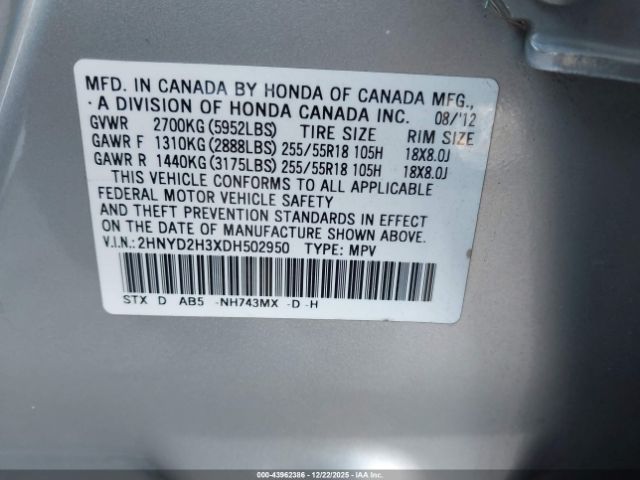 MFD. IN CANADA BY HONDA OF CANADA MFG.,
A DIVISION OF HONDA CANADA INC. 08/'12
GVWR 2700KG (5952LBS) TIRE SIZE RIM SIZE
GAWR F 1310KG (2888LBS) 255/55R18 105H 18X8.0J
GAWR R 1440KG (3175LBS) 255/55R18 105H 18X8.0J
THIS VEHICLE CONFORMS TO ALL APPLICABLE
FEDERAL MOTOR VEHICLE SAFETY
AND THEFT PREVENTION STANDARDS IN EFFECT
ON THE DATE OF MANUFACTURE SHOWN ABOVE.
V.I.N.: 2HNYD2H3XDH502950 TYPE: MPV
STX D AB5 -NH743MX -D -H
000-43962386 - 12/22/2025 - IAA Inc.